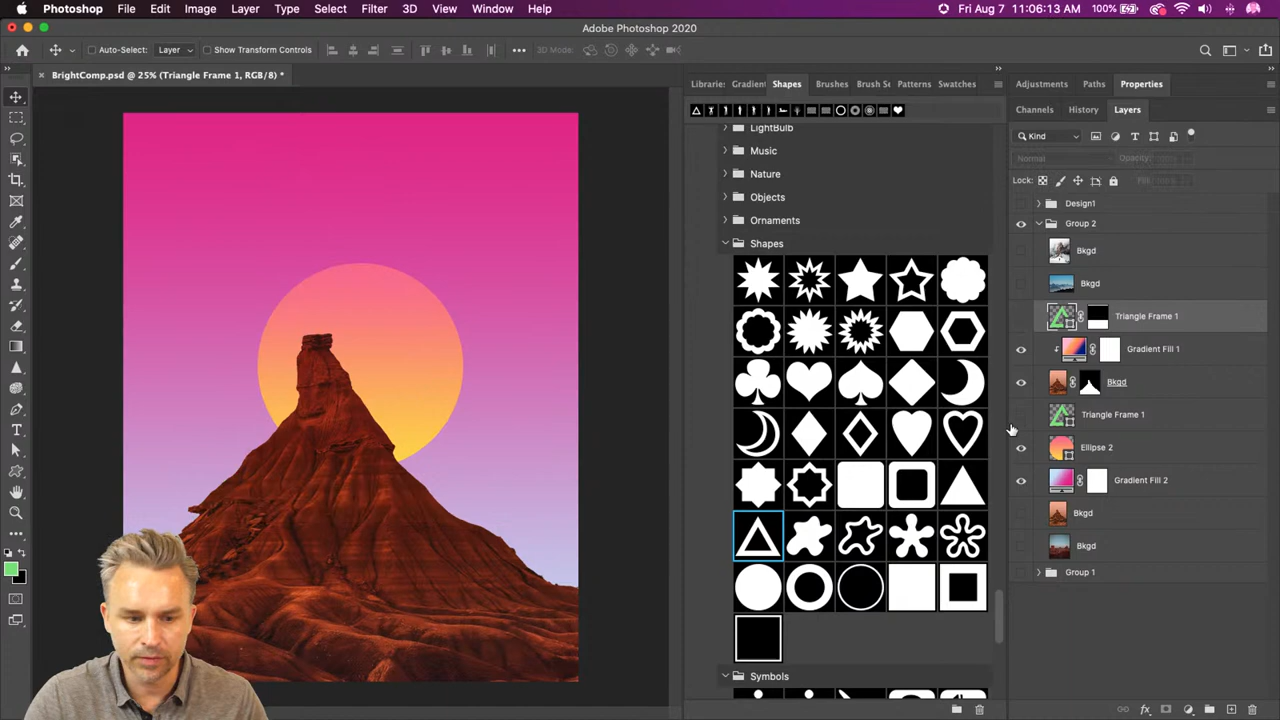 Photoshop File Edit Image Layer Type Select Filter 3D View Window Help 100% Fri Aug 7 11:06:13 AM
Adobe Photoshop 2020
Auto-Select: Layer Show Transform Controls 3D Mode:
BrightComp.psd @ 25% (Triangle Frame 1, RGB/8) *
Librarie Gradien Shapes Brushes Brush Se Patterns Swatches
Adjustments Paths Properties
Channels History Layers
Kind
Normal Opacity:
Lock: Fill:
LightBulb
Music
Nature
Objects
Ornaments
Shapes
Symbols
Design1
Group 2
Bkgd
Bkgd
Triangle Frame 1
Gradient Fill 1
Bkgd
Triangle Frame 1
Ellipse 2
Gradient Fill 2
Bkgd
Bkgd
Group 1